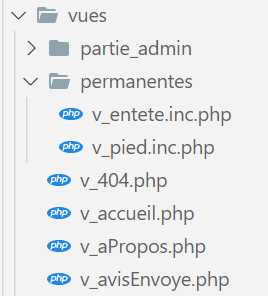 vues
partie_admin
permanentes
php v_entete.inc.php
php v_pied.inc.php
php v_404.php
php v_accueil.php
php v_aPropos.php
php v_avisEnvoye.php